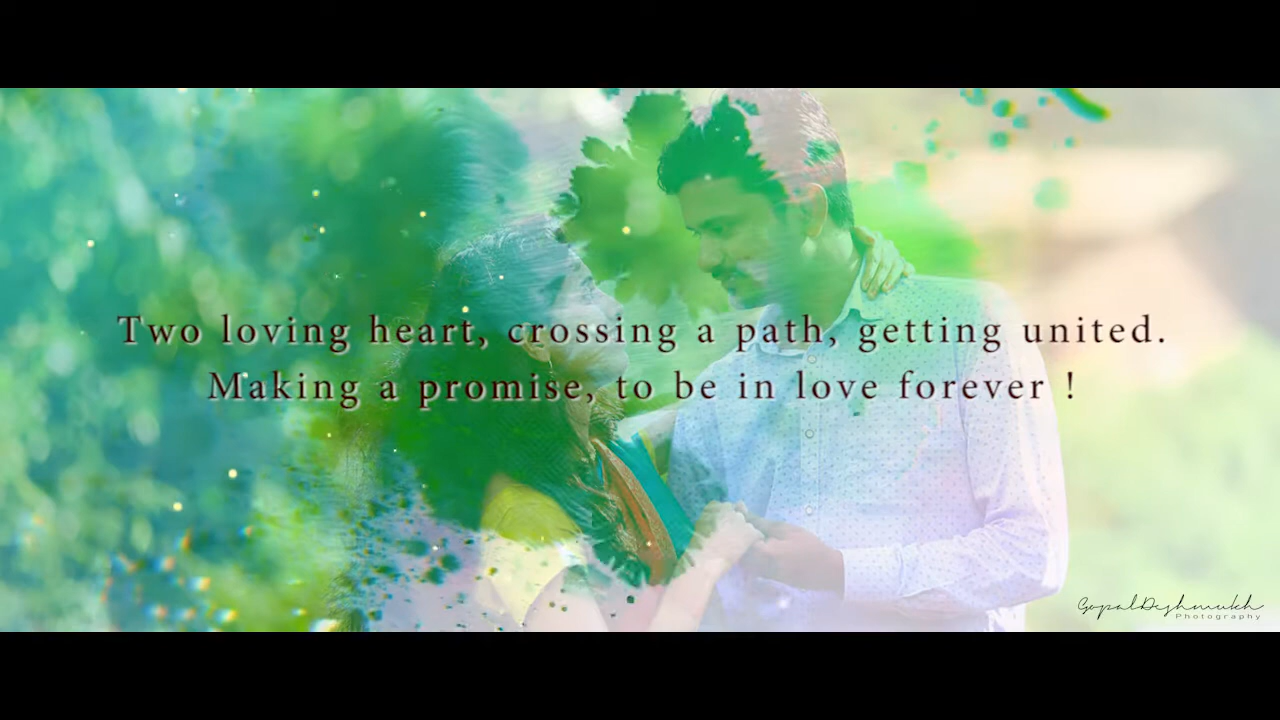 Two loving heart, crossing a path, getting united.
Making a promise, to be in love forever !
GopalDeshmukh
Photography